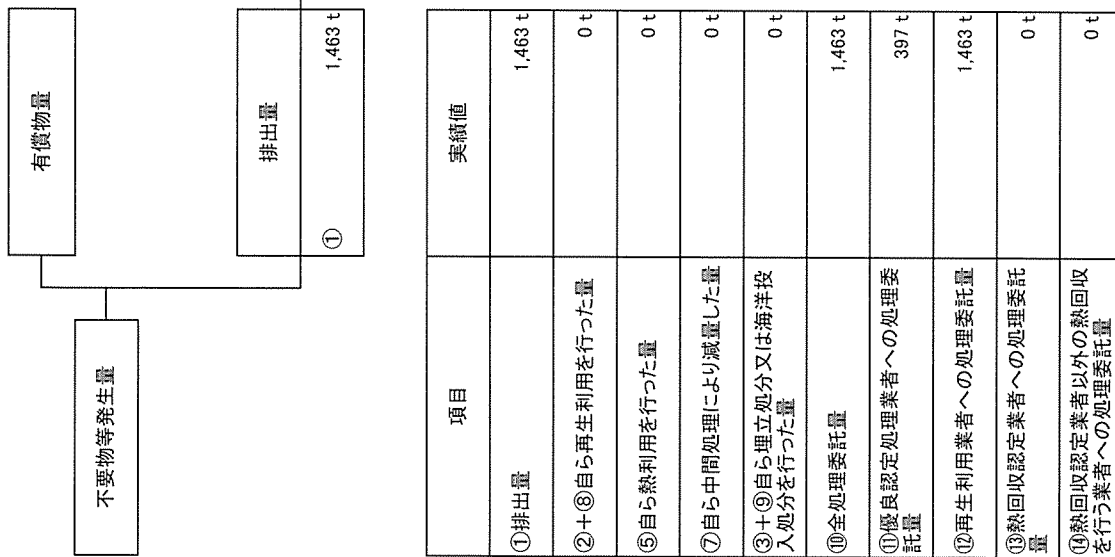 不要物等発生量
有償物量
排出量
① 1,463 t
項目 実績値
①排出量 1,463 t
②+⑧自ら再生利用を行った量 0 t
⑤自ら熱利用を行った量 0 t
⑦自ら中間処理により減量した量 0 t
③+⑨自ら埋立処分又は海洋投
入処分を行った量 0 t
⑩全処理委託量 1,463 t
⑪優良認定処理業者への処理委
託量 397 t
⑫再生利用業者への処理委託量 1,463 t
⑬熱回収認定業者への処理委託
量 0 t
⑭熱回収認定業者以外の熱回収
を行う業者への処理委託量 0 t